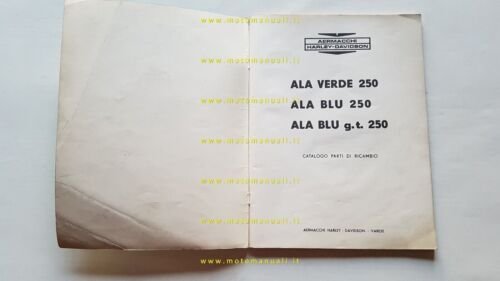 AERMACCHI
HARLEY-DAVIDSON
ALA VERDE 250
ALA BLU 250
ALA BLU g.t. 250
CATALOGO PARTI DI RICAMBIO
AERMACCHI HARLEY - DAVIDSON - VARESE
www.motomanuali.it
www.motomanuali.it
www.motomanuali.it
www.motomanuali.it
www.motomanuali.it
www.motomanuali.it